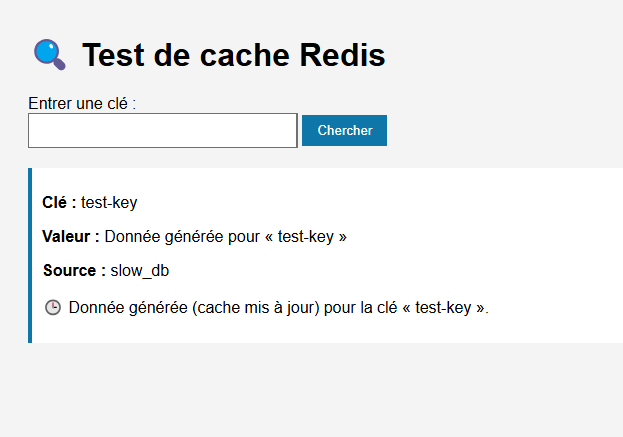 Test de cache Redis
Entrer une clé :
Chercher
Clé : test-key
Valeur : Donnée générée pour « test-key »
Source : slow_db
Donnée générée (cache mis à jour) pour la clé « test-key ».